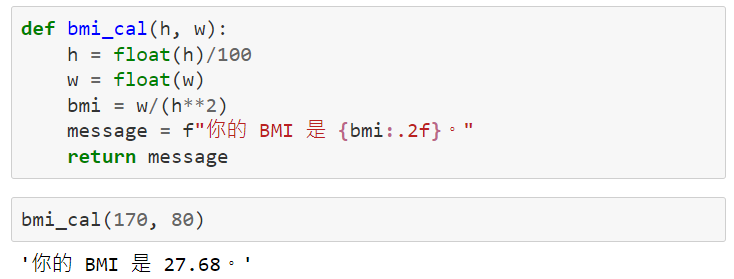 def bmi_cal(h, w):
    h = float(h)/100
    w = float(w)
    bmi = w/(h**2)
    message = f"你的 BMI 是 {bmi:.2f}。"
    return message
bmi_cal(170, 80)
'你的 BMI 是 27.68。'